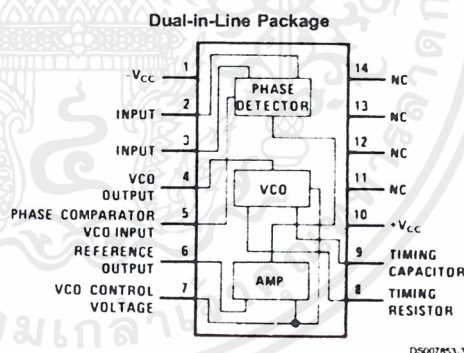 Dual-in-Line Package
-VCC 1
INPUT 2
INPUT 3
VCO OUTPUT 4
PHASE COMPARATOR VCO INPUT 5
REFERENCE OUTPUT 6
VCO CONTROL VOLTAGE 7
PHASE
DETECTOR
VCO
AMP
14 NC
13 NC
12 NC
11 NC
10 +VCC
9 TIMING CAPACITOR
8 TIMING RESISTOR
DS007853-3